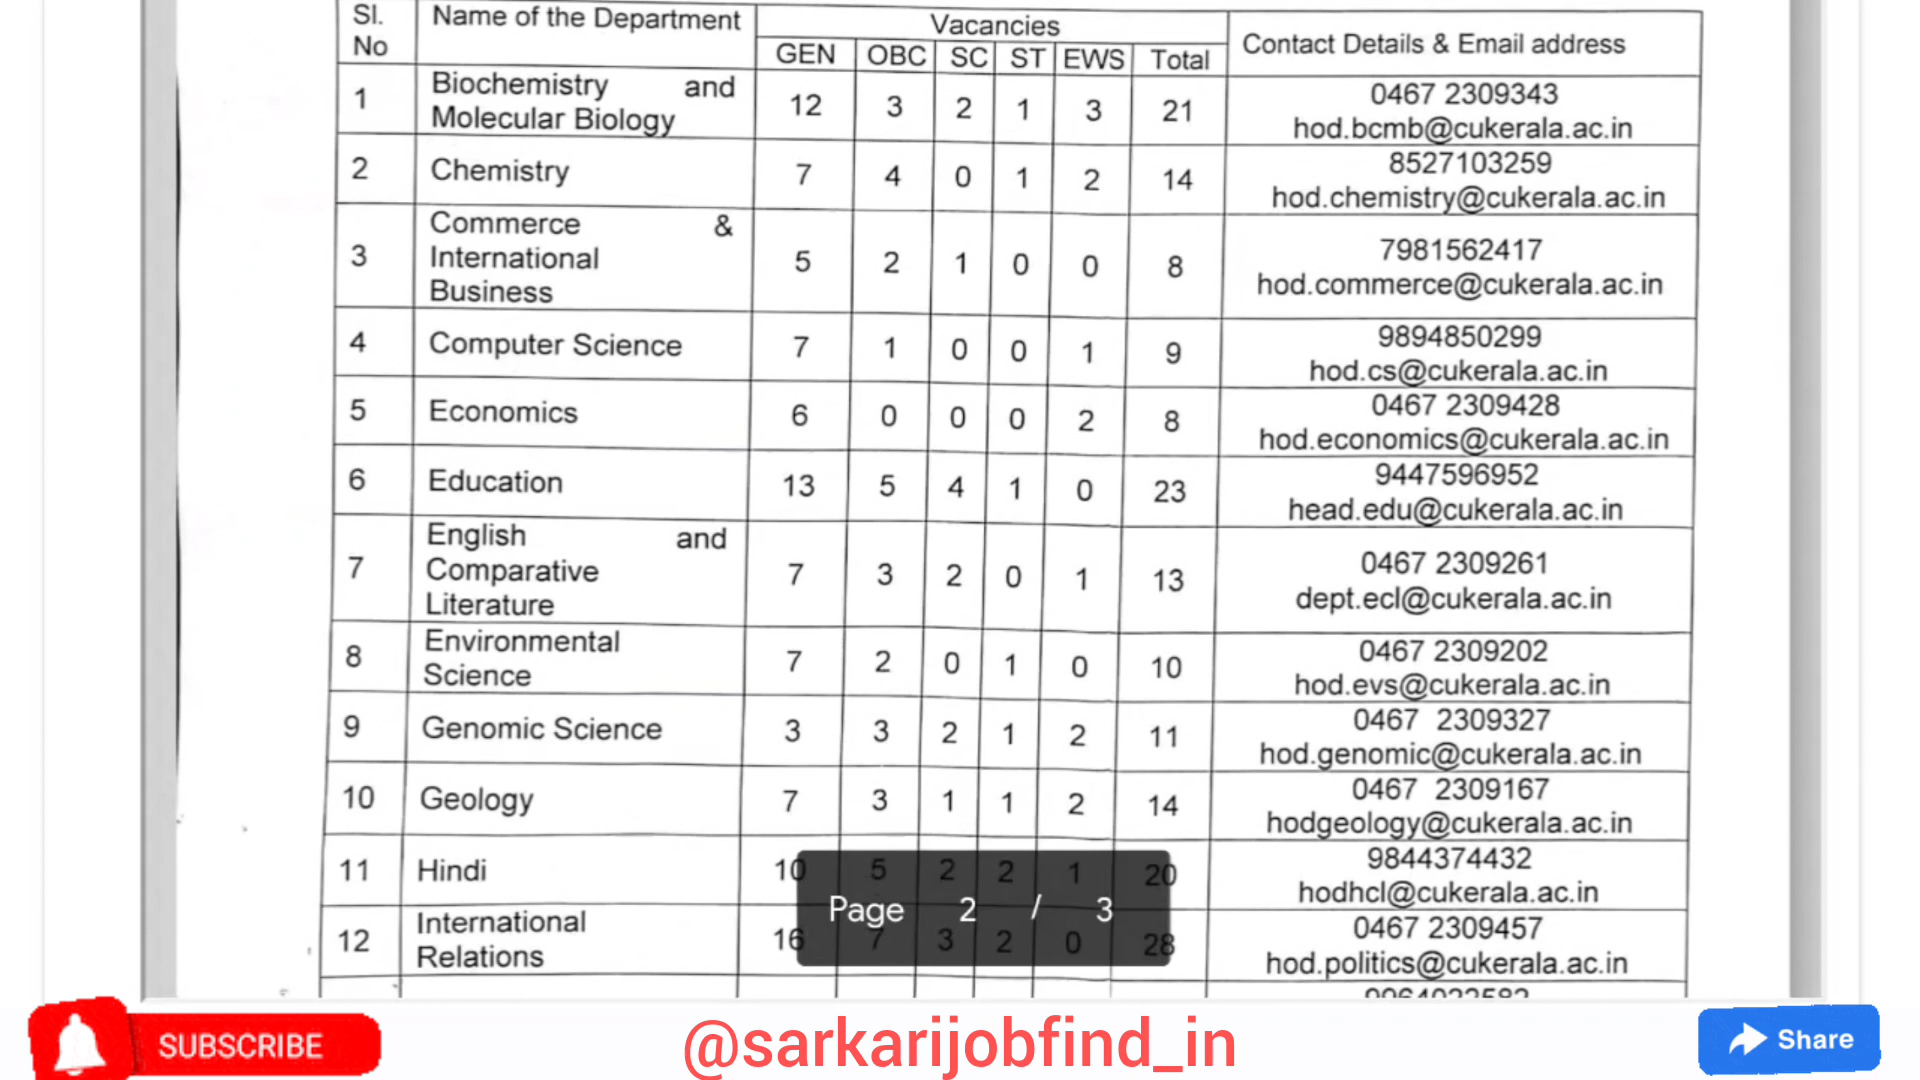 Sl. No Name of the Department Vacancies Contact Details & Email address
GEN OBC SC ST EWS Total
1 Biochemistry and Molecular Biology 12 3 2 1 3 21 0467 2309343 hod.bcmb@cukerala.ac.in
2 Chemistry 7 4 0 1 2 14 8527103259 hod.chemistry@cukerala.ac.in
3 Commerce & International Business 5 2 1 0 0 8 7981562417 hod.commerce@cukerala.ac.in
4 Computer Science 7 1 0 0 1 9 9894850299 hod.cs@cukerala.ac.in
5 Economics 6 0 0 0 2 8 0467 2309428 hod.economics@cukerala.ac.in
6 Education 13 5 4 1 0 23 9447596952 head.edu@cukerala.ac.in
7 English and Comparative Literature 7 3 2 0 1 13 0467 2309261 dept.ecl@cukerala.ac.in
8 Environmental Science 7 2 0 1 0 10 0467 2309202 hod.evs@cukerala.ac.in
9 Genomic Science 3 3 2 1 2 11 0467 2309327 hod.genomic@cukerala.ac.in
10 Geology 7 3 1 1 2 14 0467 2309167 hodgeology@cukerala.ac.in
11 Hindi 10 5 2 2 1 20 9844374432 hodhcl@cukerala.ac.in
12 International Relations 16 7 3 2 0 28 0467 2309457 hod.politics@cukerala.ac.in
Page 2 / 3
SUBSCRIBE
@sarkarijobfind_in
Share